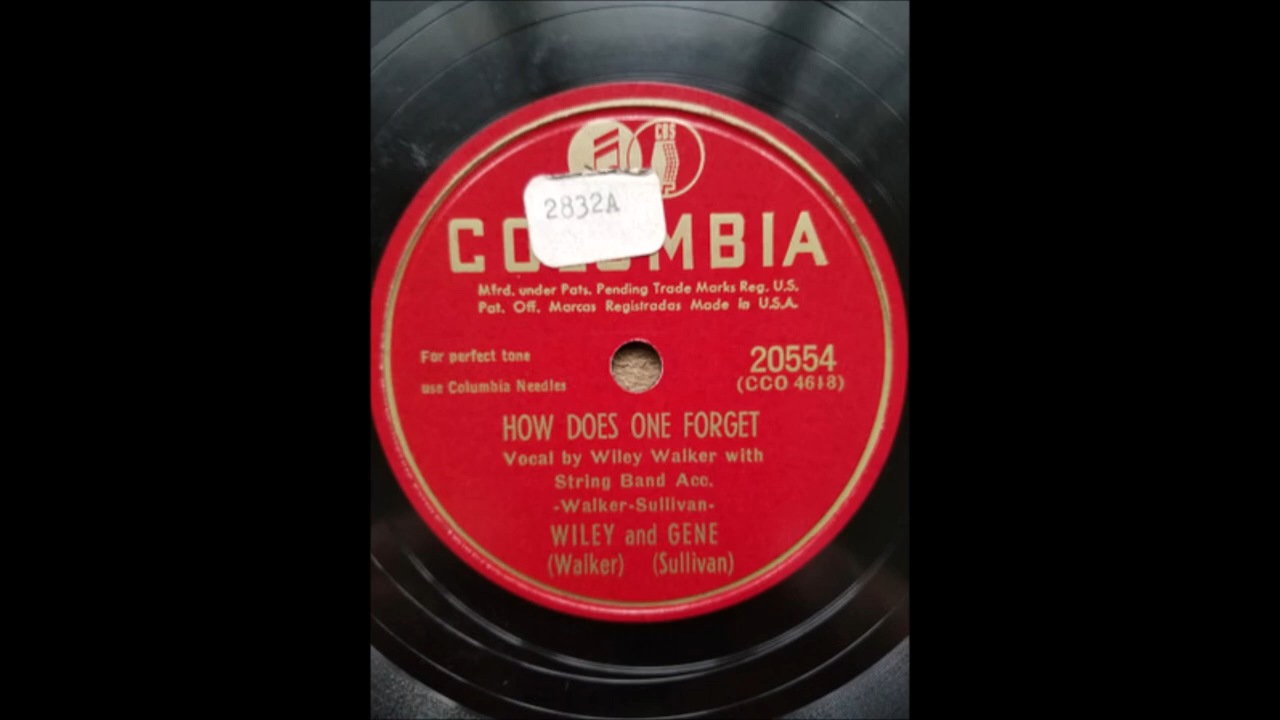 CBS
2832A
COLUMBIA
Mfrd. under Pats. Pending Trade Marks Reg. U.S.
Pat. Off. Marcas Registradas Made in U.S.A.
For perfect tone
use Columbia Needles
20554
(CCO 4618)
HOW DOES ONE FORGET
Vocal by Wiley Walker with
String Band Acc.
-Walker-Sullivan-
WILEY and GENE
(Walker) (Sullivan)